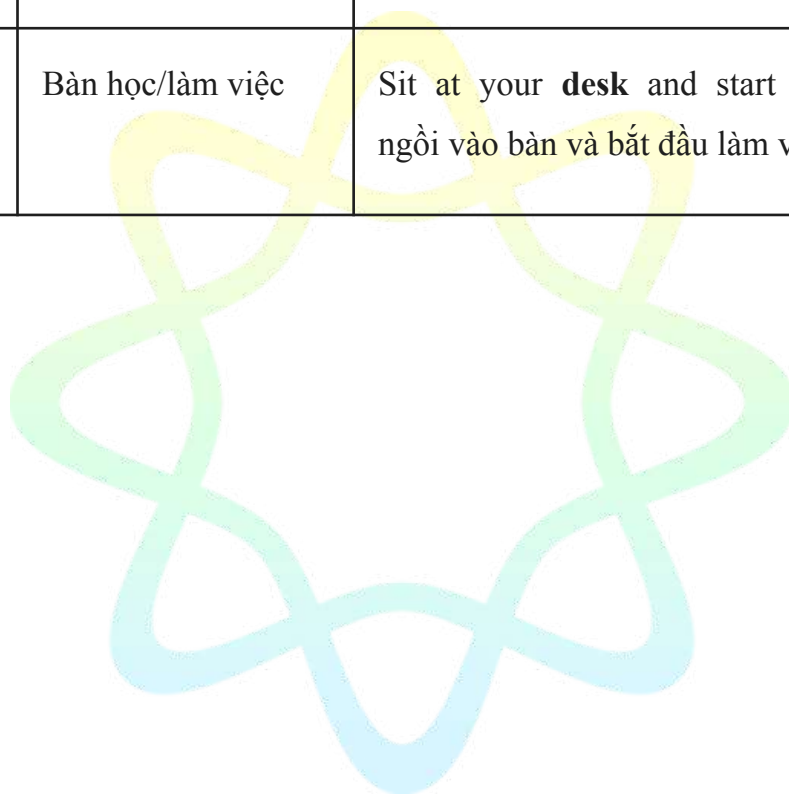 Bàn học/làm việc
Sit at your desk and start
ngồi vào bàn và bắt đầu làm v